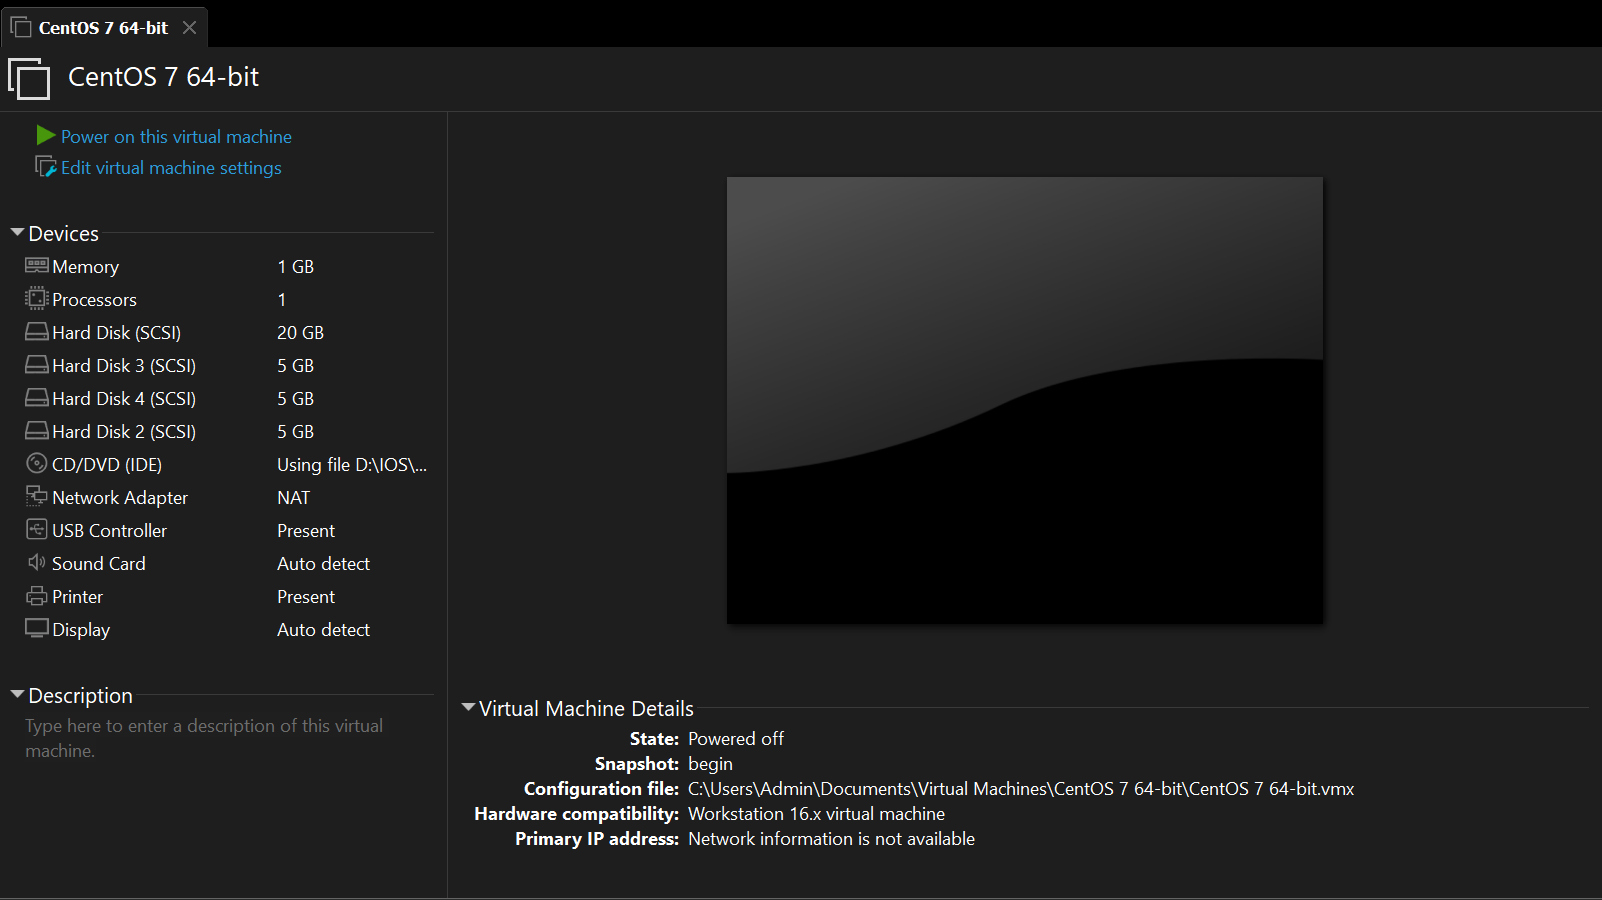 CentOS 7 64-bit
CentOS 7 64-bit
Power on this virtual machine
Edit virtual machine settings
Devices
Memory 1 GB
Processors 1
Hard Disk (SCSI) 20 GB
Hard Disk 3 (SCSI) 5 GB
Hard Disk 4 (SCSI) 5 GB
Hard Disk 2 (SCSI) 5 GB
CD/DVD (IDE) Using file D:\IOS\...
Network Adapter NAT
USB Controller Present
Sound Card Auto detect
Printer Present
Display Auto detect
Description
Type here to enter a description of this virtual
machine.
Virtual Machine Details
State: Powered off
Snapshot: begin
Configuration file: C:\Users\Admin\Documents\Virtual Machines\CentOS 7 64-bit\CentOS 7 64-bit.vmx
Hardware compatibility: Workstation 16.x virtual machine
Primary IP address: Network information is not available